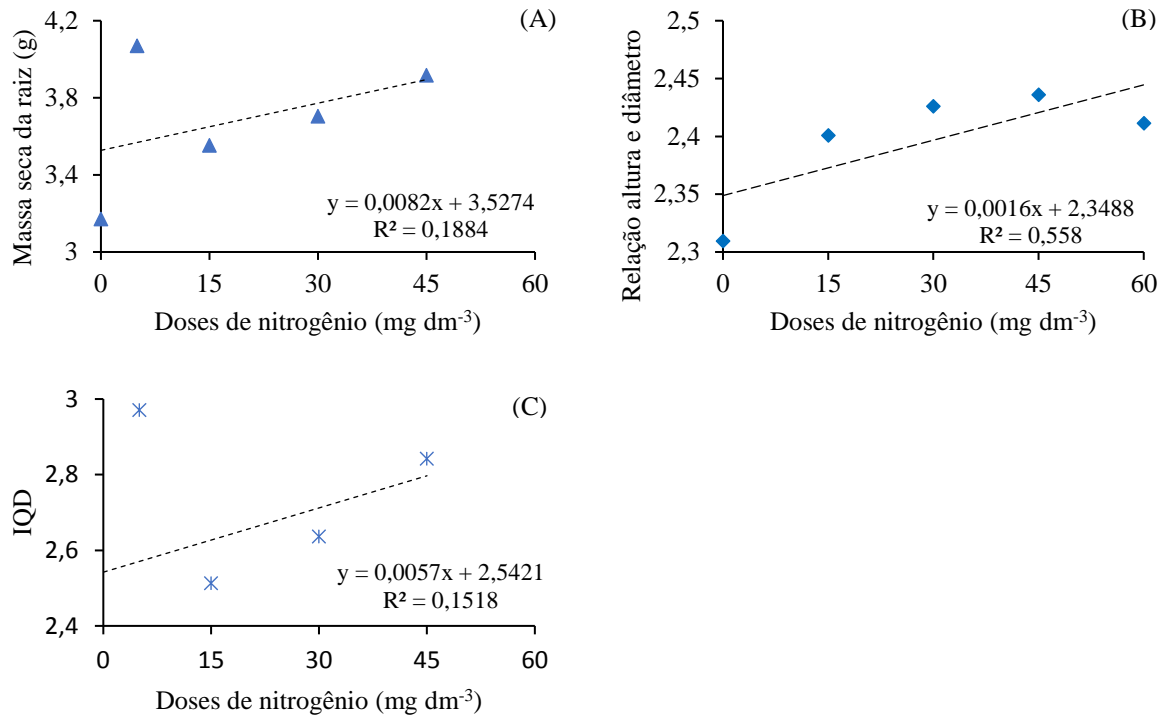 (A)
Massa seca da raiz (g)
4,2
3,8
3,4
3
y = 0,0082x + 3,5274
R² = 0,1884
0 15 30 45 60
Doses de nitrogênio (mg dm⁻³)
(B)
Relação altura e diâmetro
2,5
2,45
2,4
2,35
2,3
y = 0,0016x + 2,3488
R² = 0,558
0 15 30 45 60
Doses de nitrogênio (mg dm⁻³)
(C)
IQD
3
2,8
2,6
2,4
y = 0,0057x + 2,5421
R² = 0,1518
0 15 30 45 60
Doses de nitrogênio (mg dm⁻³)